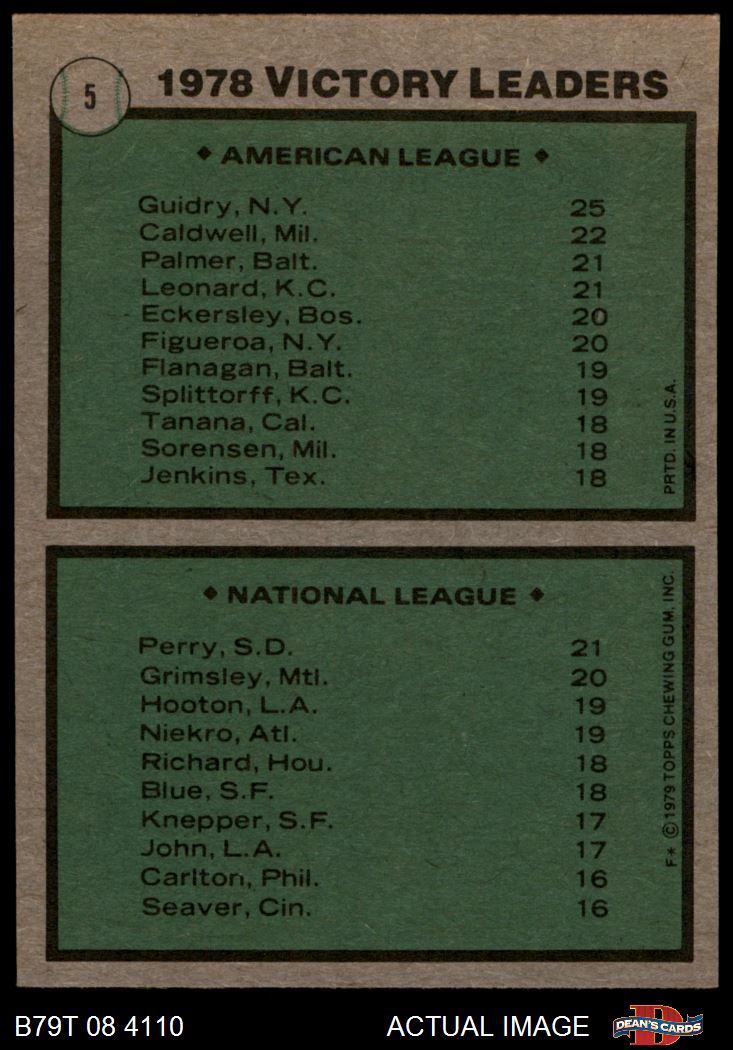 5
1978 VICTORY LEADERS
◆ AMERICAN LEAGUE ◆
Guidry, N.Y. 25
Caldwell, Mil. 22
Palmer, Balt. 21
Leonard, K.C. 21
Eckersley, Bos. 20
Figueroa, N.Y. 20
Flanagan, Balt. 19
Splittorff, K.C. 19
Tanana, Cal. 18
Sorensen, Mil. 18
Jenkins, Tex. 18
PRTD. IN U.S.A.
◆ NATIONAL LEAGUE ◆
Perry, S.D. 21
Grimsley, Mtl. 20
Hooton, L.A. 19
Niekro, Atl. 19
Richard, Hou. 18
Blue, S.F. 18
Knepper, S.F. 17
John, L.A. 17
Carlton, Phil. 16
Seaver, Cin. 16
F* © 1979 TOPPS CHEWING GUM, INC.
B79T 08 4110
ACTUAL IMAGE
D
DEAN'S CARDS